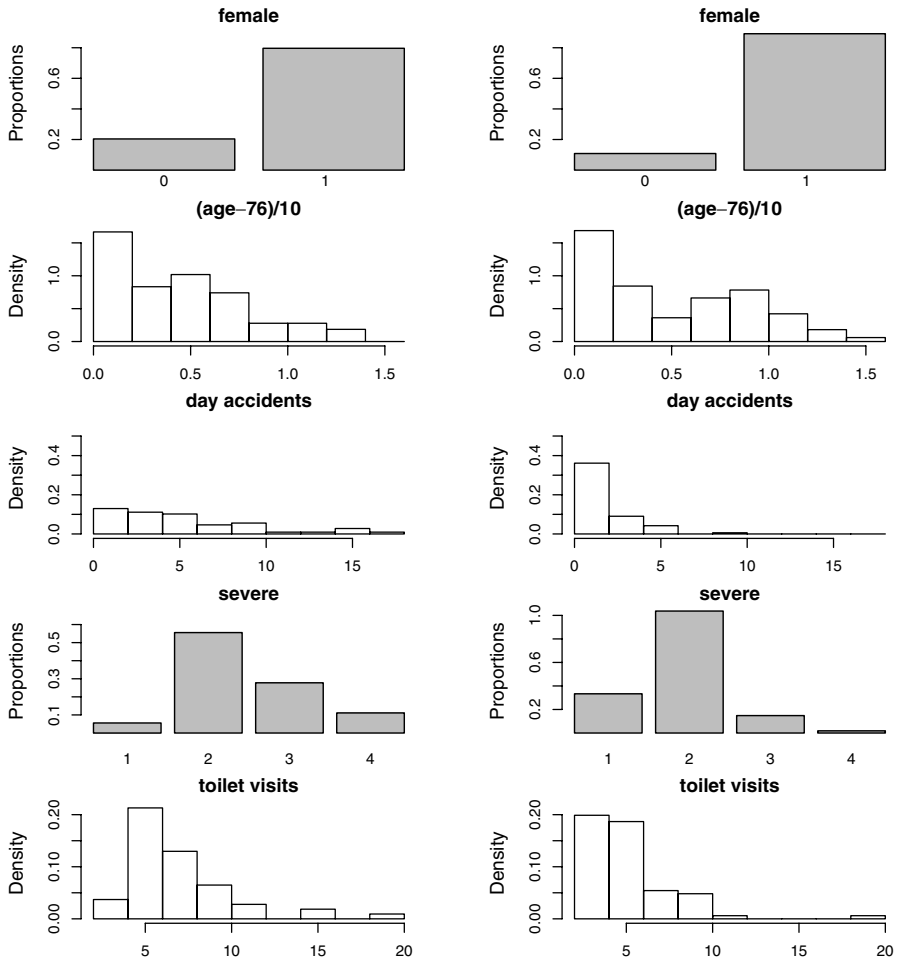 female
Proportions
0.2 0.6
0 1
female
Proportions
0.2 0.6
0 1
(age−76)/10
Density
0.0 1.0
0.0 0.5 1.0 1.5
(age−76)/10
Density
0.0 1.0
0.0 0.5 1.0 1.5
day accidents
Density
0.0 0.2 0.4
0 5 10 15
day accidents
Density
0.0 0.2 0.4
0 5 10 15
severe
Proportions
0.1 0.3 0.5
1 2 3 4
severe
Proportions
0.2 0.6 1.0
1 2 3 4
toilet visits
Density
0.00 0.10 0.20
5 10 15 20
toilet visits
Density
0.00 0.10 0.20
5 10 15 20